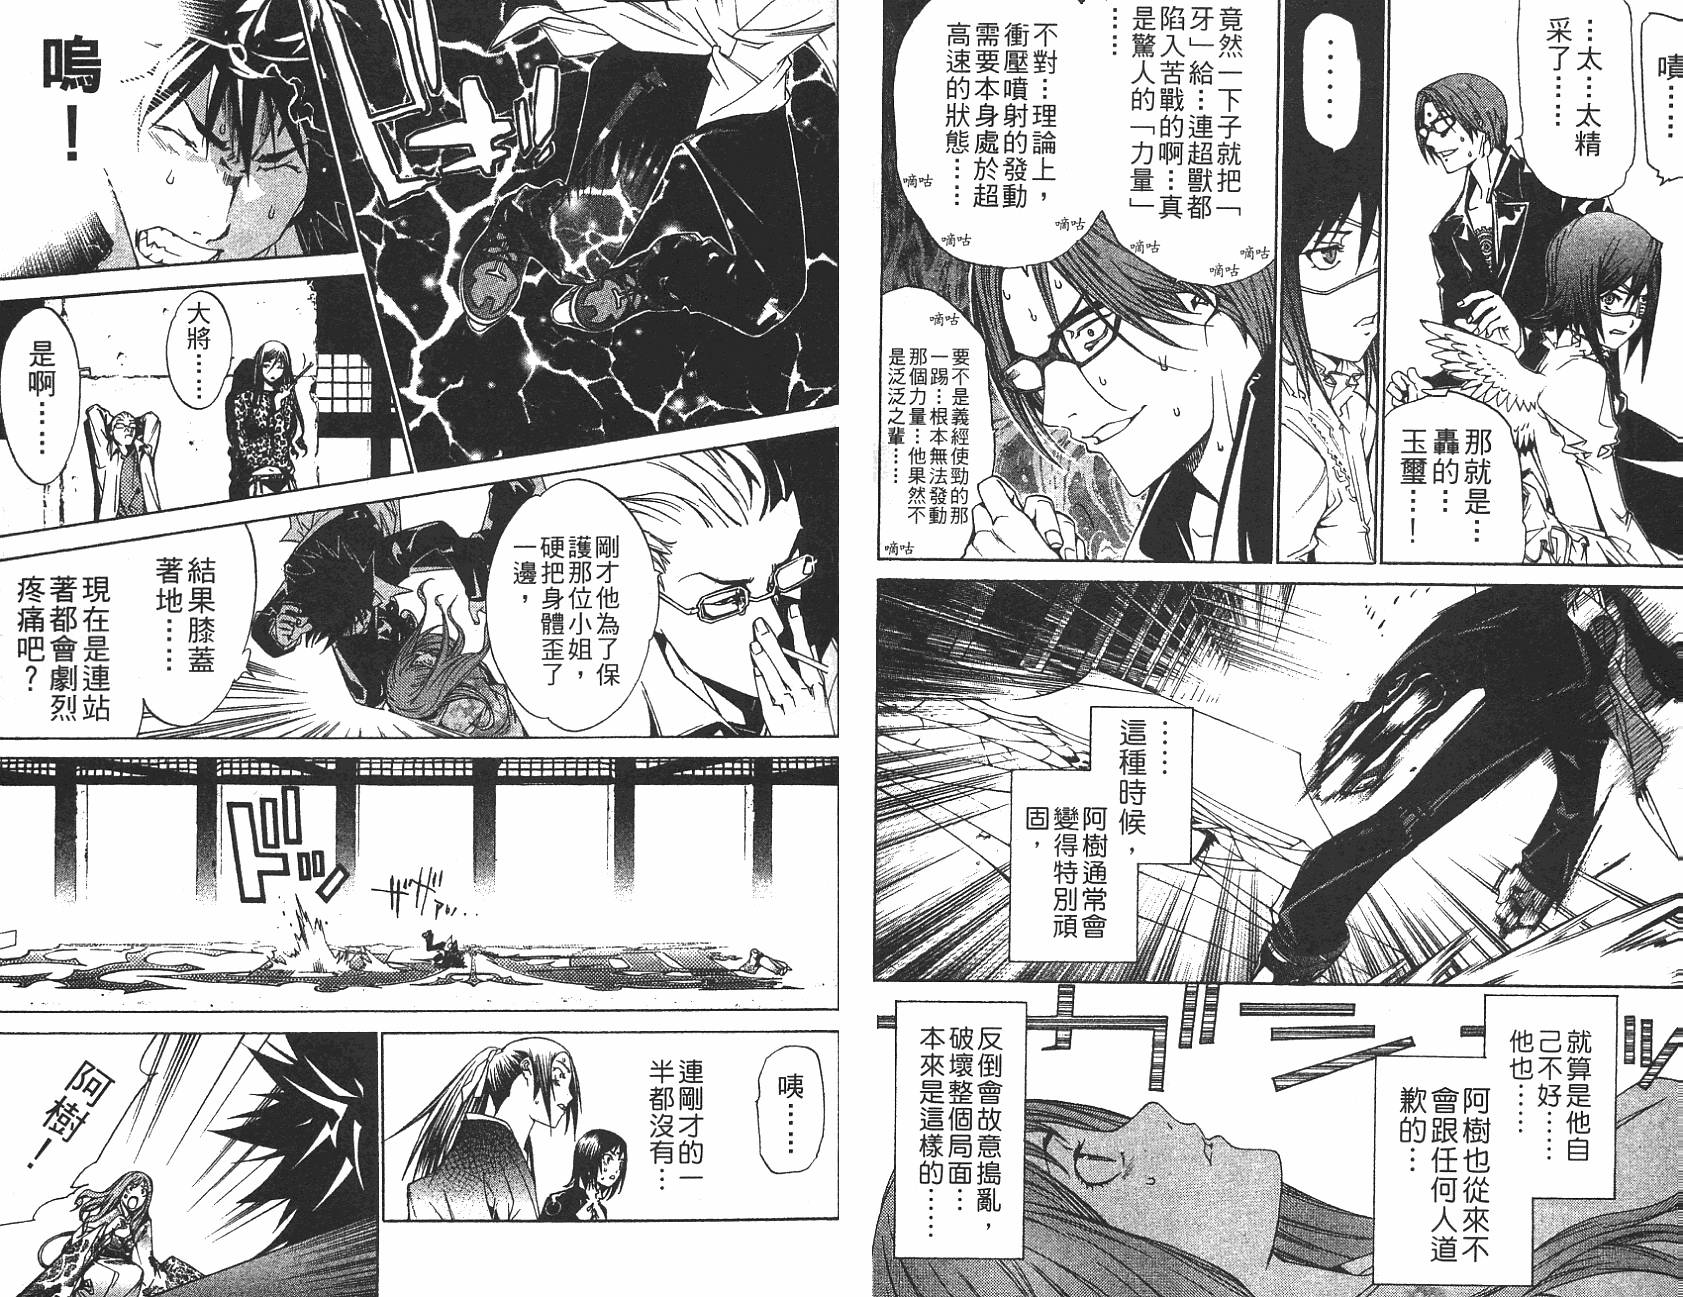 嘖……
…太…太精
采了……
那就是…
轟的…
玉璽…！
……
竟然一下子就把「
牙」給…連超獸都
陷入苦戰的啊…真
是驚人的「力量」
……
不對…理論上，
衝壓噴射的發動
需要本身處於超
高速的狀態……
嘀咕
嘀咕
嘀咕
嘀咕
嘀咕
嘀咕
要不是義經使勁的那
一踢…根本無法發動
那個力量…他果然不
是泛泛之輩……
嘀咕
嘀咕
……
這種時候，
阿樹通常會
變得特別頑
固，
就算是他自
己不好……
他也……
阿樹也從來不
會跟任何人道
歉的…
反倒會故意搗亂，
破壞整個局面…
本來是這樣的……
嗚！
大將……
是啊……
剛才他為了保
護那位小姐，
硬把身體歪了
一邊，
結果膝蓋
著地……
現在是連站
著都會劇烈
疼痛吧？
ドドッ
ザザァァ…
咦……
連剛才的一
半都沒有…
阿樹！